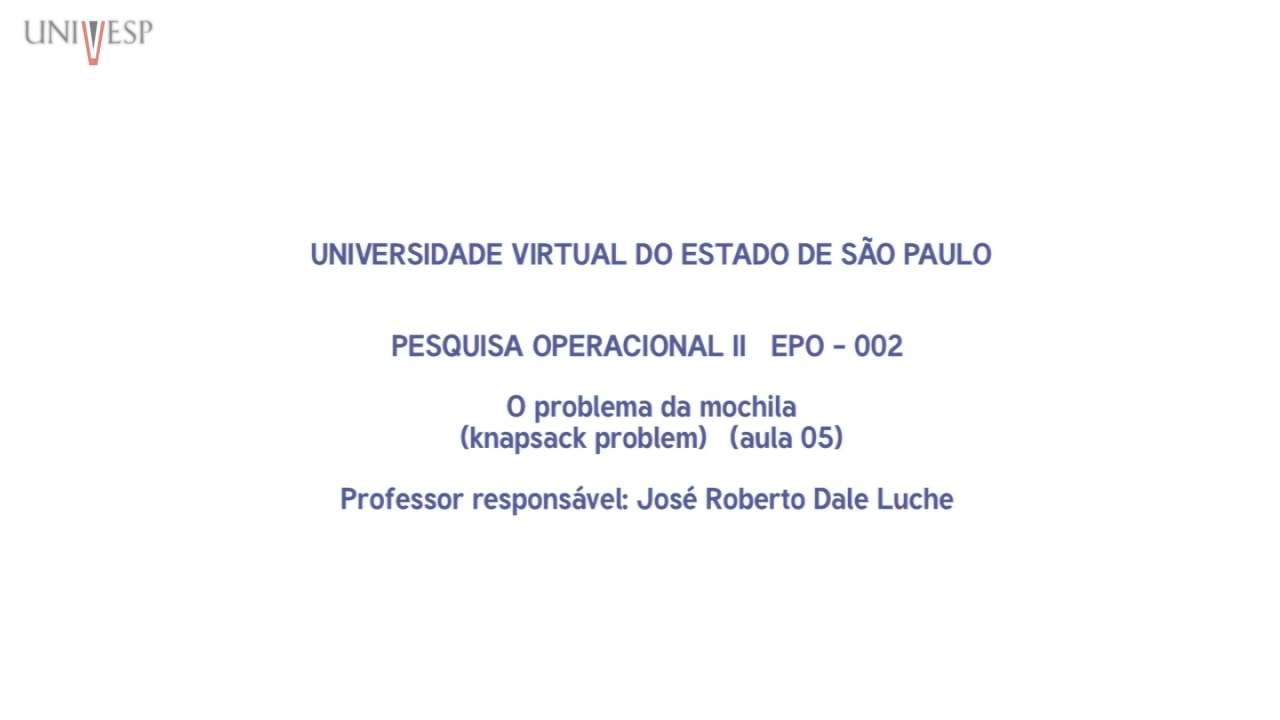 UNIVESP
UNIVERSIDADE VIRTUAL DO ESTADO DE SÃO PAULO
PESQUISA OPERACIONAL II EPO - 002
O problema da mochila
(knapsack problem) (aula 05)
Professor responsável: José Roberto Dale Luche